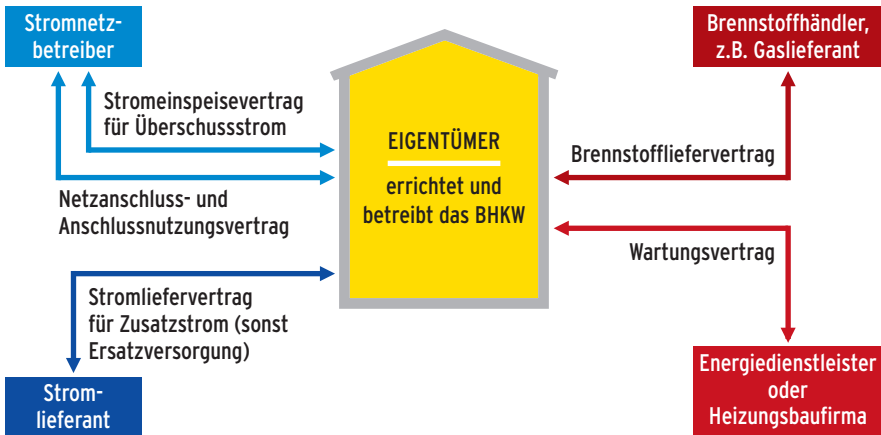 Stromnetz-
betreiber
Brennstoffhändler,
z.B. Gaslieferant
Stromeinspeisevertrag
für Überschussstrom
EIGENTÜMER
errichtet und
betreibt das BHKW
Brennstoffliefervertrag
Netzanschluss- und
Anschlussnutzungsvertrag
Wartungsvertrag
Stromliefervertrag
für Zusatzstrom (sonst
Ersatzversorgung)
Strom-
lieferant
Energiedienstleister
oder
Heizungsbaufirma